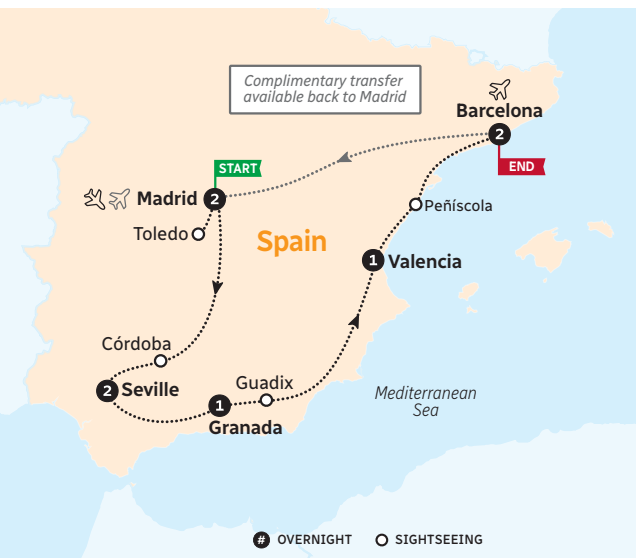 Complimentary transfer
available back to Madrid
Barcelona
2
END
START
Madrid 2
Toledo
Spain
Peñíscola
1 Valencia
Córdoba
2 Seville
Guadix
1
Granada
Mediterranean
Sea
# OVERNIGHT SIGHTSEEING